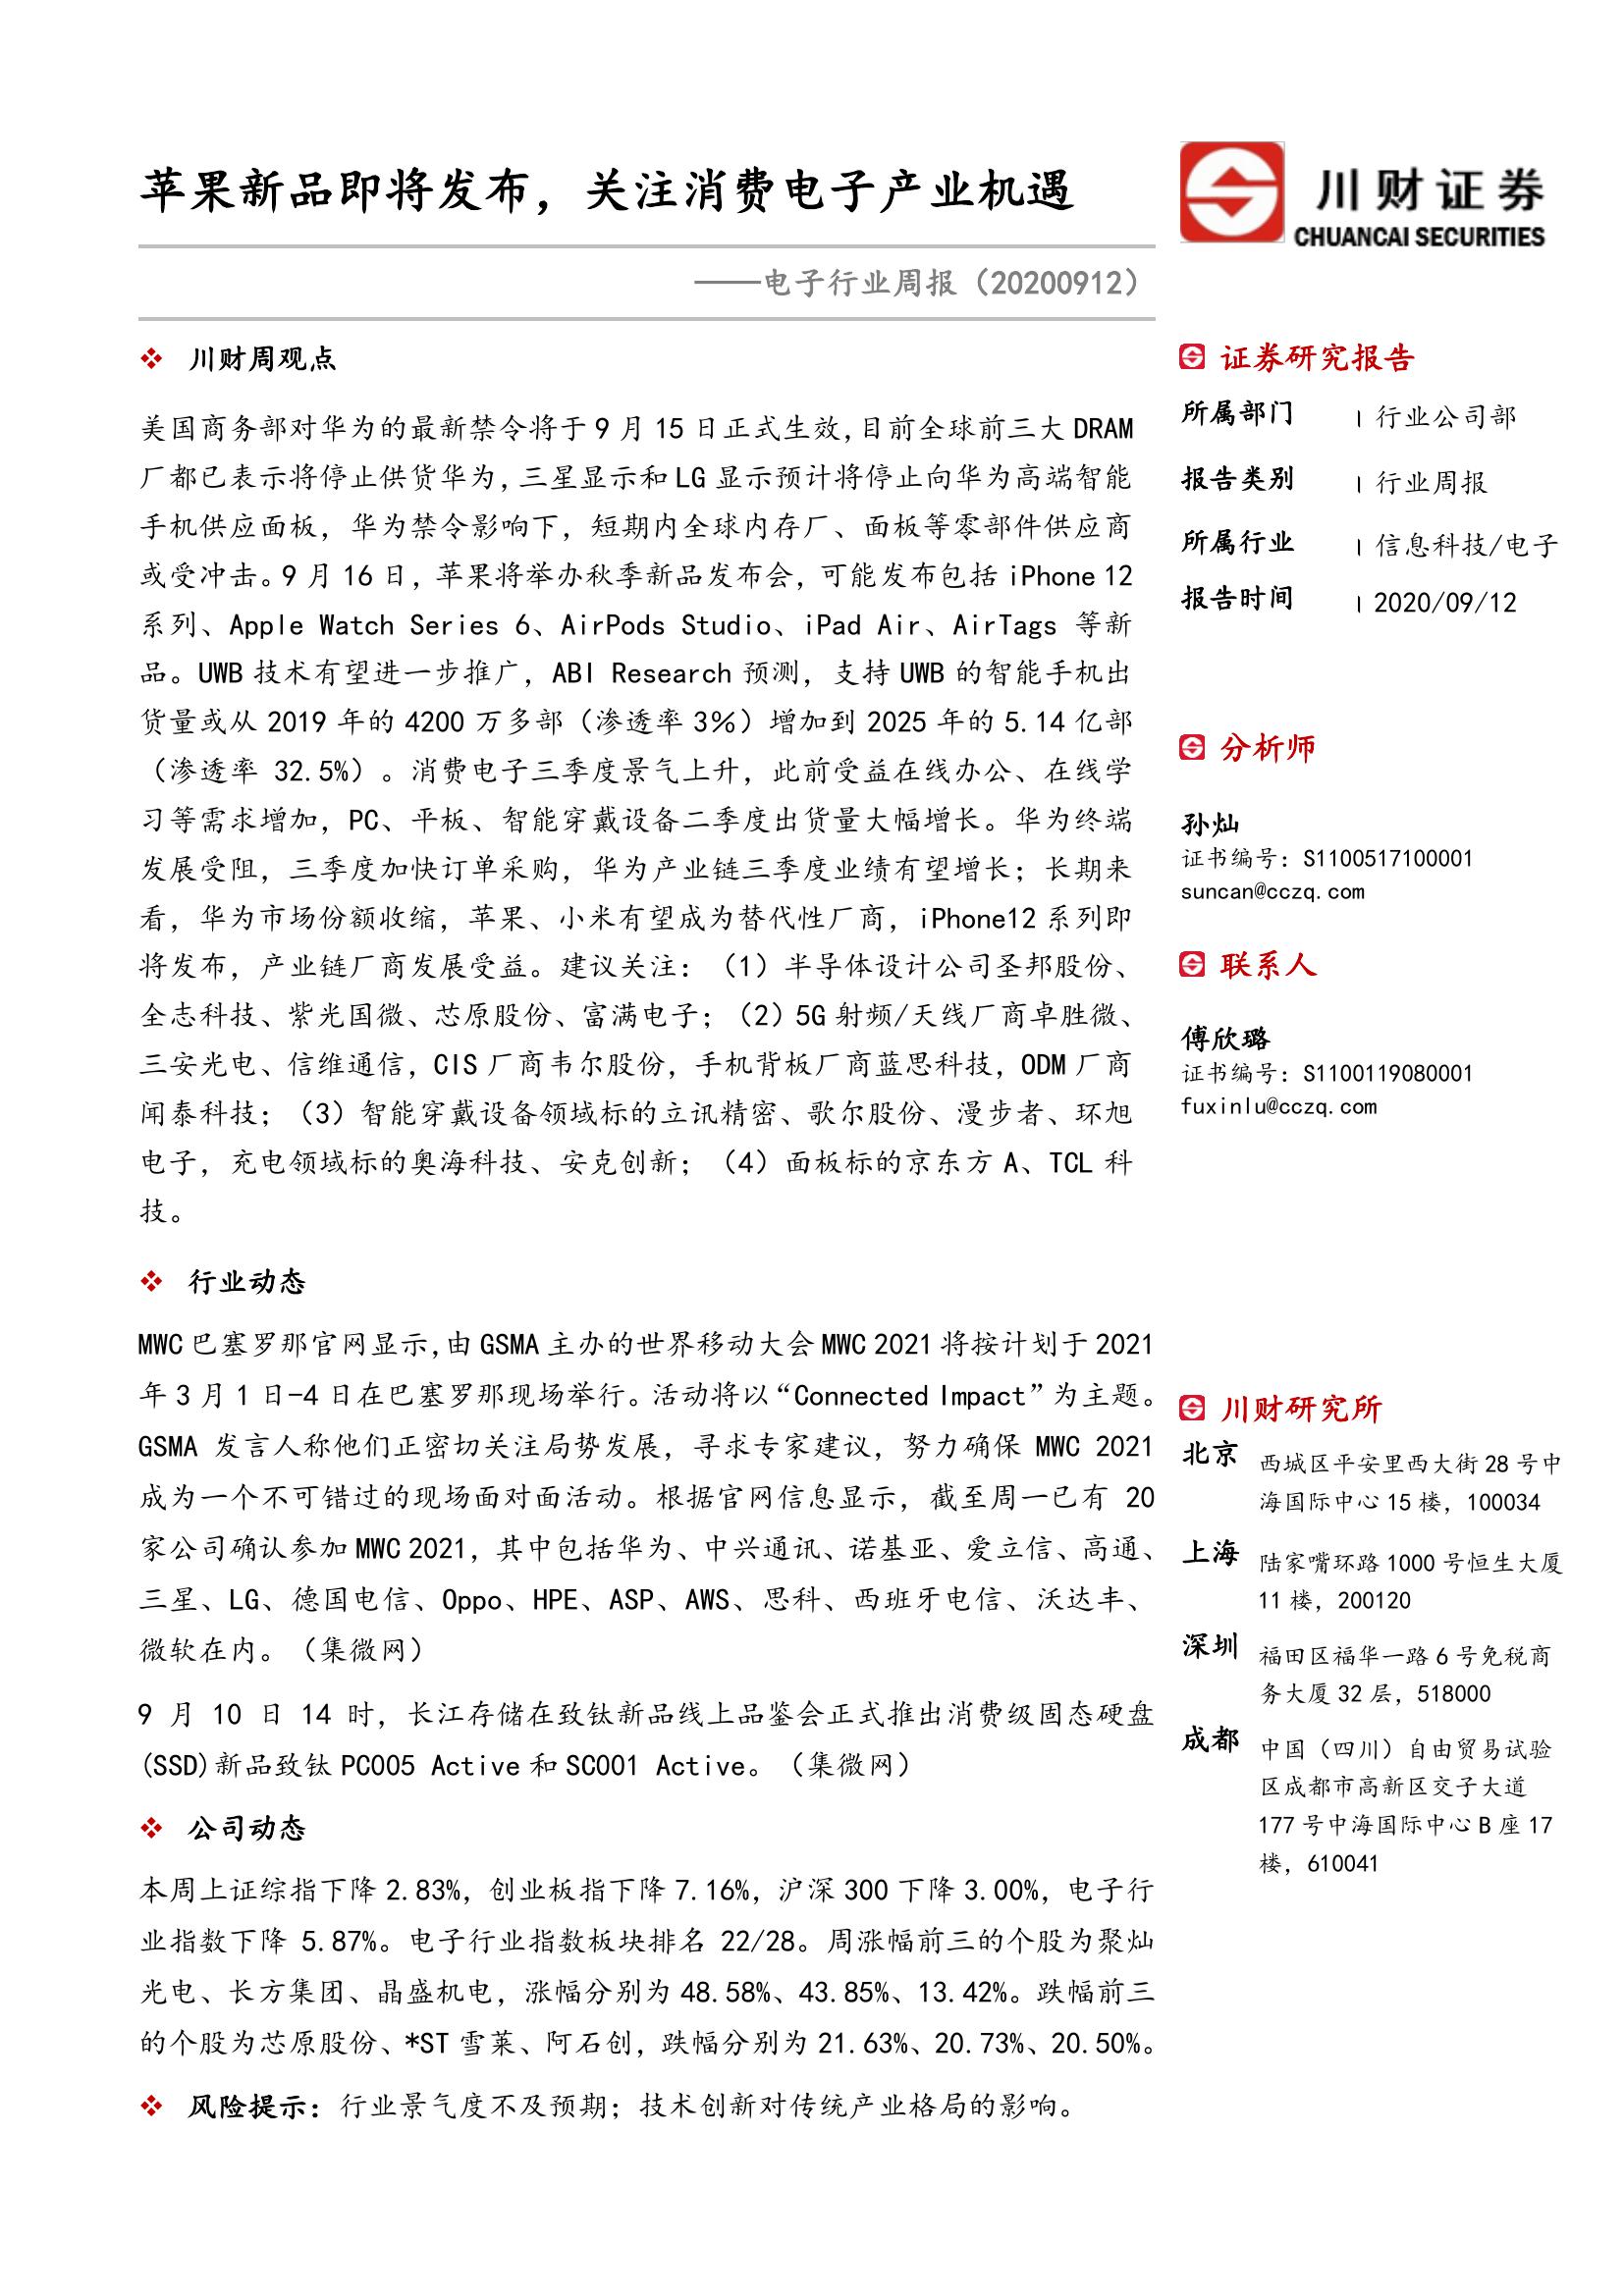 苹果新品即将发布，关注消费电子产业机遇
——电子行业周报（20200912）
川财证券
CHUANCAI SECURITIES
川财周观点
美国商务部对华为的最新禁令将于9月15日正式生效,目前全球前三大DRAM
厂都已表示将停止供货华为,三星显示和LG显示预计将停止向华为高端智能
手机供应面板，华为禁令影响下，短期内全球内存厂、面板等零部件供应商
或受冲击。9月16日，苹果将举办秋季新品发布会，可能发布包括iPhone 12
系列、Apple Watch Series 6、AirPods Studio、iPad Air、AirTags 等新
品。UWB技术有望进一步推广，ABI Research预测，支持UWB的智能手机出
货量或从2019年的4200万多部（渗透率3%）增加到2025年的5.14亿部
（渗透率 32.5%）。消费电子三季度景气上升，此前受益在线办公、在线学
习等需求增加，PC、平板、智能穿戴设备二季度出货量大幅增长。华为终端
发展受阻，三季度加快订单采购，华为产业链三季度业绩有望增长；长期来
看，华为市场份额收缩，苹果、小米有望成为替代性厂商，iPhone12系列即
将发布，产业链厂商发展受益。建议关注：（1）半导体设计公司圣邦股份、
全志科技、紫光国微、芯原股份、富满电子；（2）5G射频/天线厂商卓胜微、
三安光电、信维通信，CIS厂商韦尔股份，手机背板厂商蓝思科技，ODM厂商
闻泰科技；（3）智能穿戴设备领域标的立讯精密、歌尔股份、漫步者、环旭
电子，充电领域标的奥海科技、安克创新；（4）面板标的京东方A、TCL科
技。
行业动态
MWC巴塞罗那官网显示,由GSMA主办的世界移动大会MWC 2021将按计划于2021
年3月1日-4日在巴塞罗那现场举行。活动将以“Connected Impact”为主题。
GSMA 发言人称他们正密切关注局势发展，寻求专家建议，努力确保 MWC 2021
成为一个不可错过的现场面对面活动。根据官网信息显示，截至周一已有 20
家公司确认参加MWC 2021，其中包括华为、中兴通讯、诺基亚、爱立信、高通、
三星、LG、德国电信、Oppo、HPE、ASP、AWS、思科、西班牙电信、沃达丰、
微软在内。（集微网）
9 月 10 日 14 时，长江存储在致钛新品线上品鉴会正式推出消费级固态硬盘
(SSD)新品致钛PC005 Active和SC001 Active。（集微网）
公司动态
本周上证综指下降2.83%，创业板指下降7.16%，沪深300下降3.00%，电子行
业指数下降 5.87%。电子行业指数板块排名 22/28。周涨幅前三的个股为聚灿
光电、长方集团、晶盛机电，涨幅分别为48.58%、43.85%、13.42%。跌幅前三
的个股为芯原股份、*ST雪莱、阿石创，跌幅分别为21.63%、20.73%、20.50%。
风险提示：行业景气度不及预期；技术创新对传统产业格局的影响。
证券研究报告
所属部门 | 行业公司部
报告类别 | 行业周报
所属行业 | 信息科技/电子
报告时间 | 2020/09/12
分析师
孙灿
证书编号：S1100517100001
suncan@cczq.com
联系人
傅欣璐
证书编号：S1100119080001
fuxinlu@cczq.com
川财研究所
北京 西城区平安里西大街28号中
海国际中心15楼，100034
上海 陆家嘴环路1000号恒生大厦
11楼，200120
深圳 福田区福华一路6号免税商
务大厦32层，518000
成都 中国（四川）自由贸易试验
区成都市高新区交子大道
177号中海国际中心B座17
楼，610041